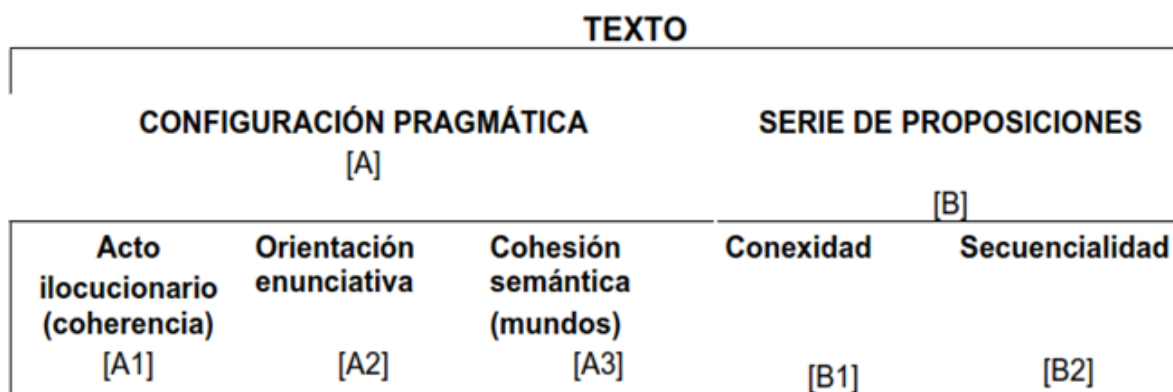 TEXTO
CONFIGURACIÓN PRAGMÁTICA
[A]
SERIE DE PROPOSICIONES
[B]
Acto
ilocucionario
(coherencia)
[A1]
Orientación
enunciativa
[A2]
Cohesión
semántica
(mundos)
[A3]
Conexidad
[B1]
Secuencialidad
[B2]